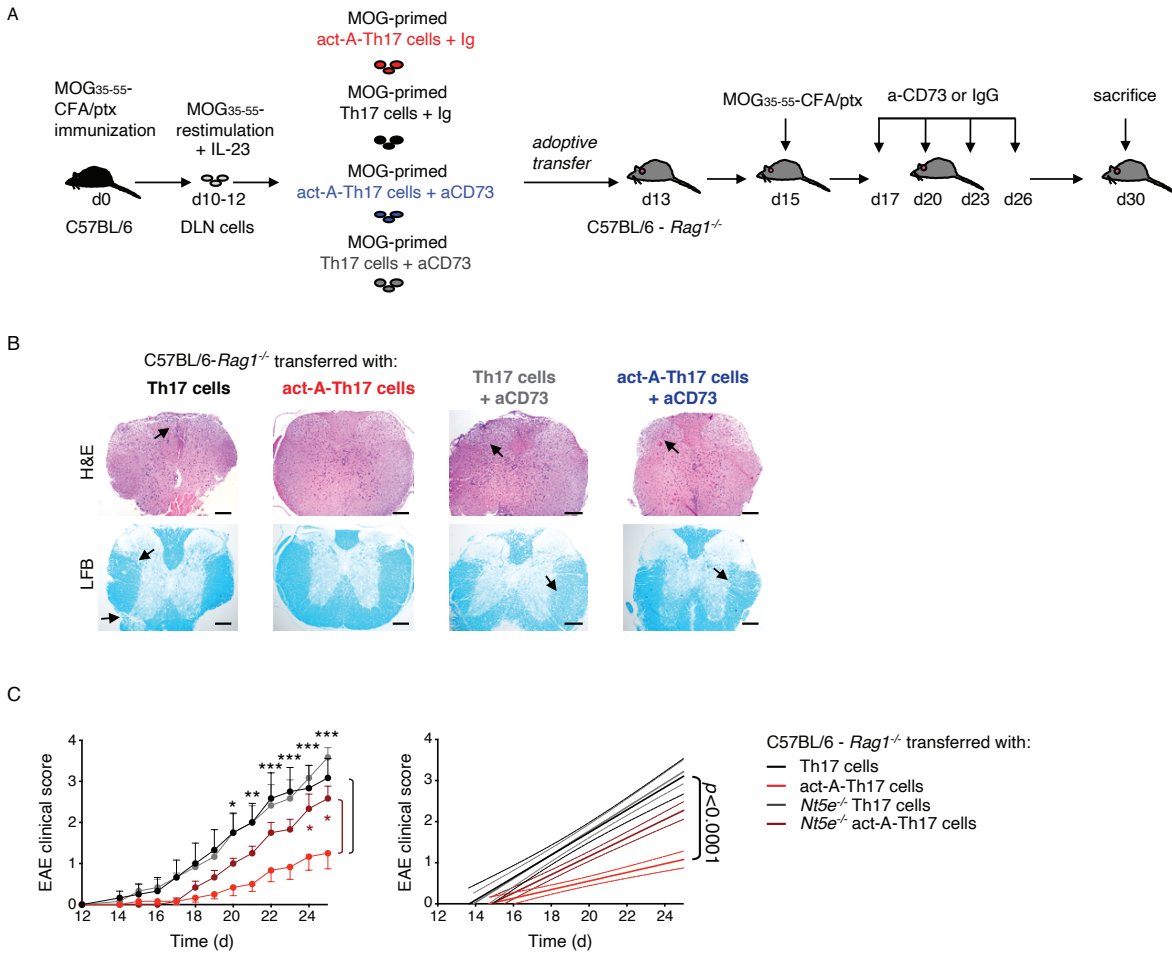 A
MOG-primed
act-A-Th17 cells + Ig
MOG35-55-
CFA/ptx
immunization
MOG35-55-
restimulation
+ IL-23
MOG-primed
Th17 cells + Ig
MOG-primed
act-A-Th17 cells + aCD73
MOG-primed
Th17 cells + aCD73
d0
C57BL/6
d10-12
DLN cells
adoptive
transfer
d13
C57BL/6 - Rag1-/-
MOG35-55-CFA/ptx
d15
a-CD73 or IgG
d17 d20 d23 d26
sacrifice
d30
B
C57BL/6-Rag1-/- transferred with:
Th17 cells
act-A-Th17 cells
Th17 cells
+ aCD73
act-A-Th17 cells
+ aCD73
H&E
LFB
C
EAE clinical score
4
3
2
1
0
12 14 16 18 20 22 24
Time (d)
* ** *** *** *** ***
* *
EAE clinical score
4
3
2
1
0
12 14 16 18 20 22 24
Time (d)
p<0.0001
C57BL/6 - Rag1-/- transferred with:
Th17 cells
act-A-Th17 cells
Nt5e-/- Th17 cells
Nt5e-/- act-A-Th17 cells